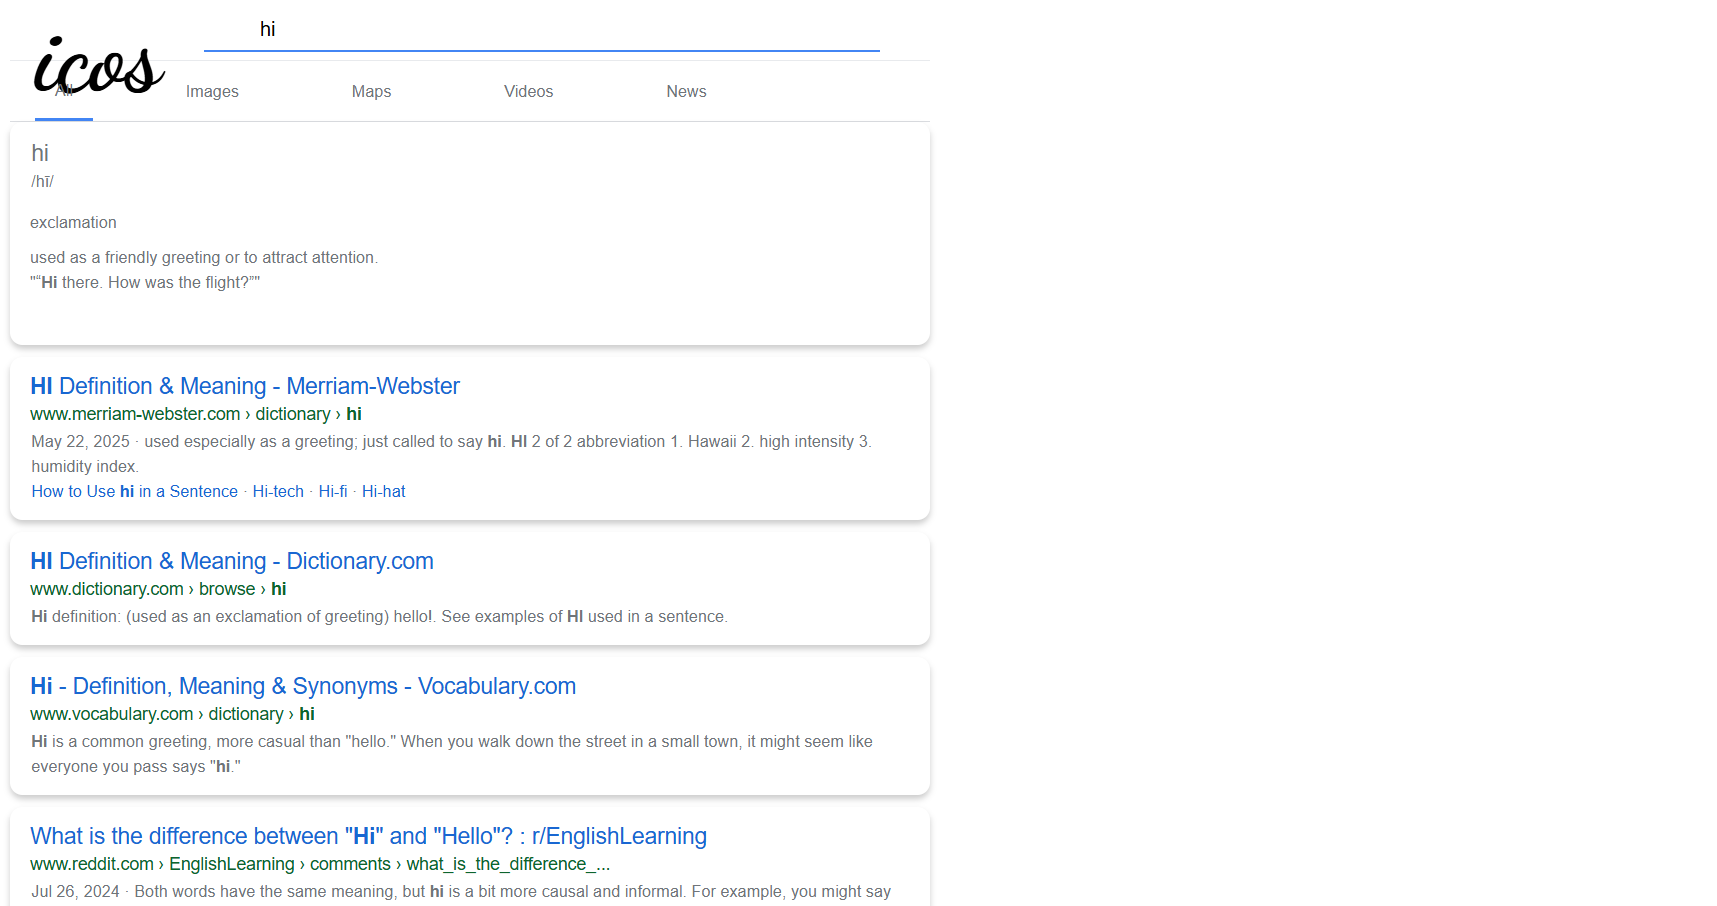 hi
icos
All
Images
Maps
Videos
News
hi
/hī/
exclamation
used as a friendly greeting or to attract attention.
"“Hi there. How was the flight?”"
HI Definition & Meaning - Merriam-Webster
www.merriam-webster.com › dictionary › hi
May 22, 2025 · used especially as a greeting; just called to say hi. HI 2 of 2 abbreviation 1. Hawaii 2. high intensity 3.
humidity index.
How to Use hi in a Sentence · Hi-tech · Hi-fi · Hi-hat
HI Definition & Meaning - Dictionary.com
www.dictionary.com › browse › hi
Hi definition: (used as an exclamation of greeting) hello!. See examples of HI used in a sentence.
Hi - Definition, Meaning & Synonyms - Vocabulary.com
www.vocabulary.com › dictionary › hi
Hi is a common greeting, more casual than "hello." When you walk down the street in a small town, it might seem like
everyone you pass says "hi."
What is the difference between "Hi" and "Hello"? : r/EnglishLearning
www.reddit.com › EnglishLearning › comments › what_is_the_difference_...
Jul 26, 2024 · Both words have the same meaning, but hi is a bit more causal and informal. For example, you might say